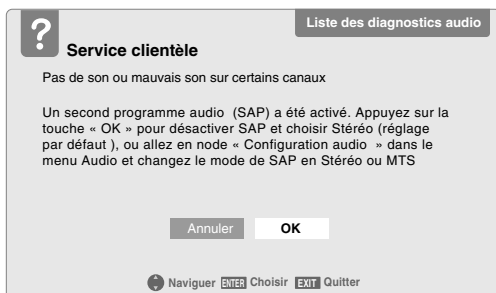 Liste des diagnostics audio
?
Service clientèle
Pas de son ou mauvais son sur certains canaux
Un second programme audio (SAP) a été activé. Appuyez sur la
touche « OK » pour désactiver SAP et choisir Stéréo (réglage
par défaut ), ou allez en node « Configuration audio » dans le
menu Audio et changez le mode de SAP en Stéréo ou MTS
Annuler OK
Naviguer ENTER Choisir EXIT Quitter